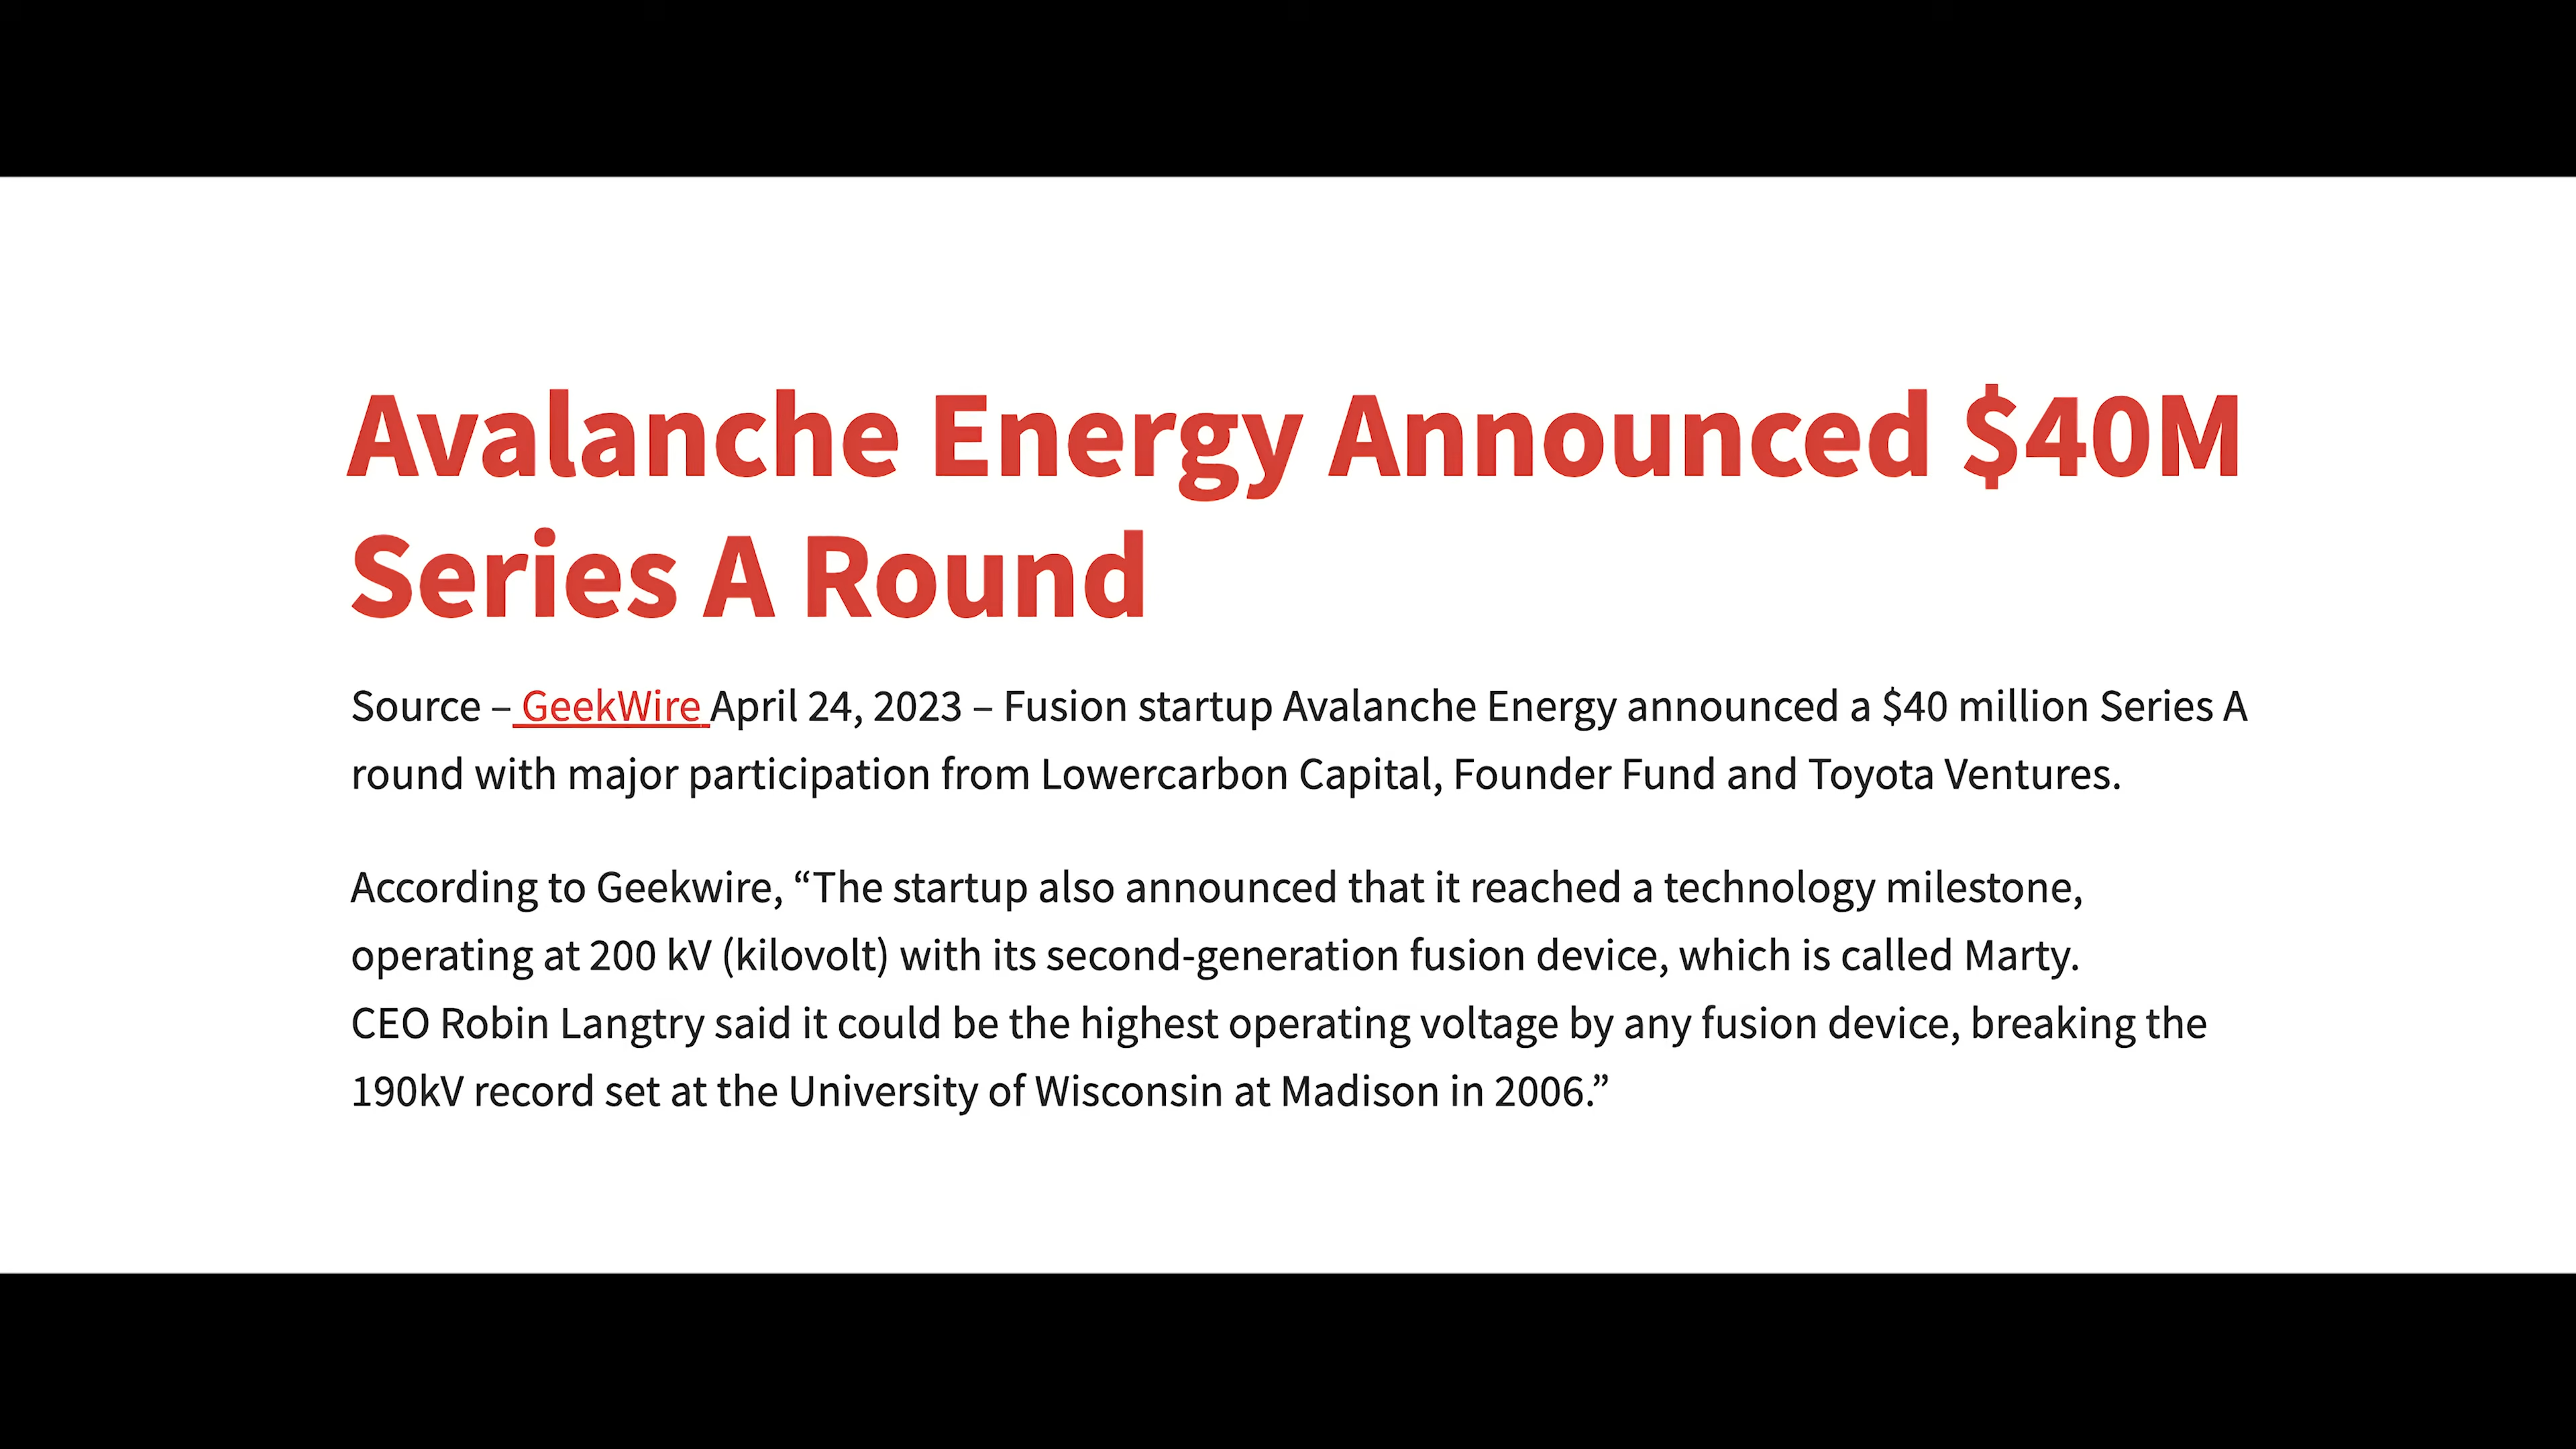 Avalanche Energy Announced $40M
Series A Round
Source – GeekWire April 24, 2023 – Fusion startup Avalanche Energy announced a $40 million Series A
round with major participation from Lowercarbon Capital, Founder Fund and Toyota Ventures.
According to Geekwire, “The startup also announced that it reached a technology milestone,
operating at 200 kV (kilovolt) with its second-generation fusion device, which is called Marty.
CEO Robin Langtry said it could be the highest operating voltage by any fusion device, breaking the
190kV record set at the University of Wisconsin at Madison in 2006.”